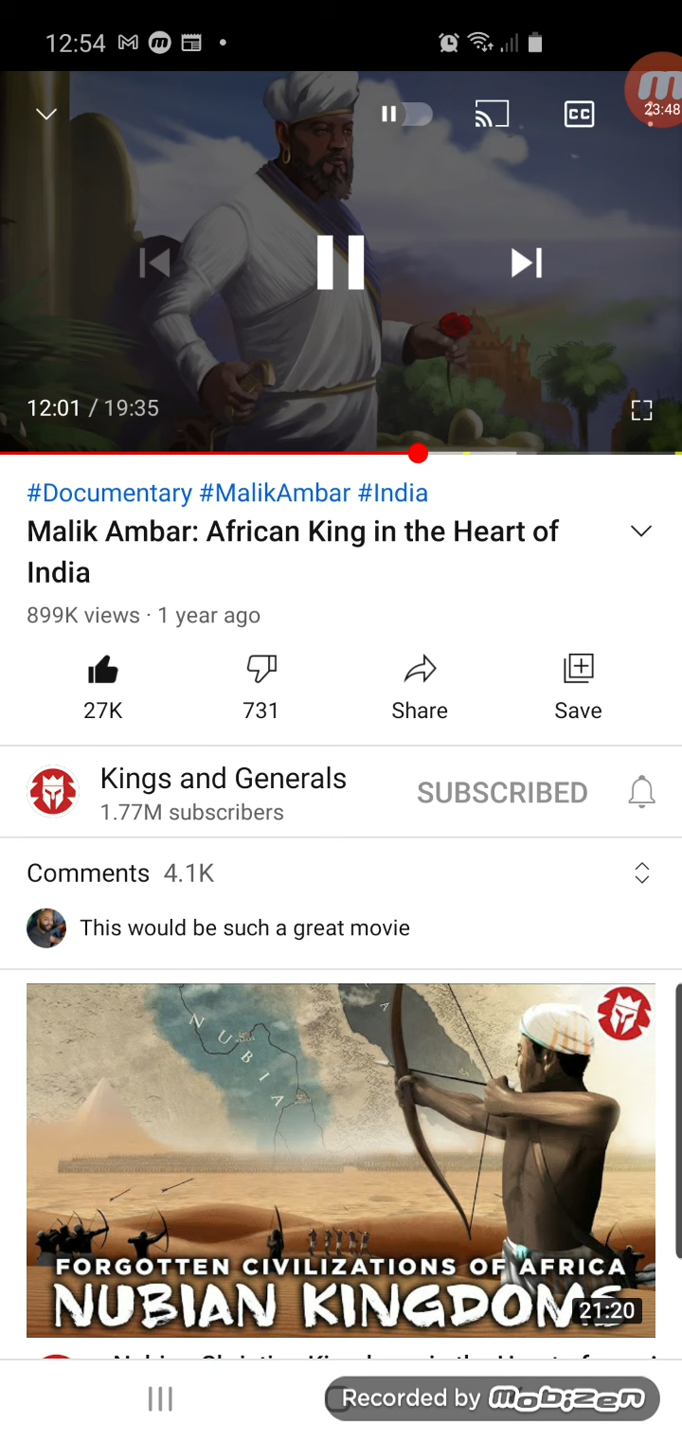 12:54
23:48
CC
12:01 / 19:35
#Documentary #MalikAmbar #India
Malik Ambar: African King in the Heart of
India
899K views · 1 year ago
27K
731
Share
Save
Kings and Generals
1.77M subscribers
SUBSCRIBED
Comments 4.1K
This would be such a great movie
NUBIA
FORGOTTEN CIVILIZATIONS OF AFRICA
NUBIAN KINGDOMS
21:20
Recorded by mobizen